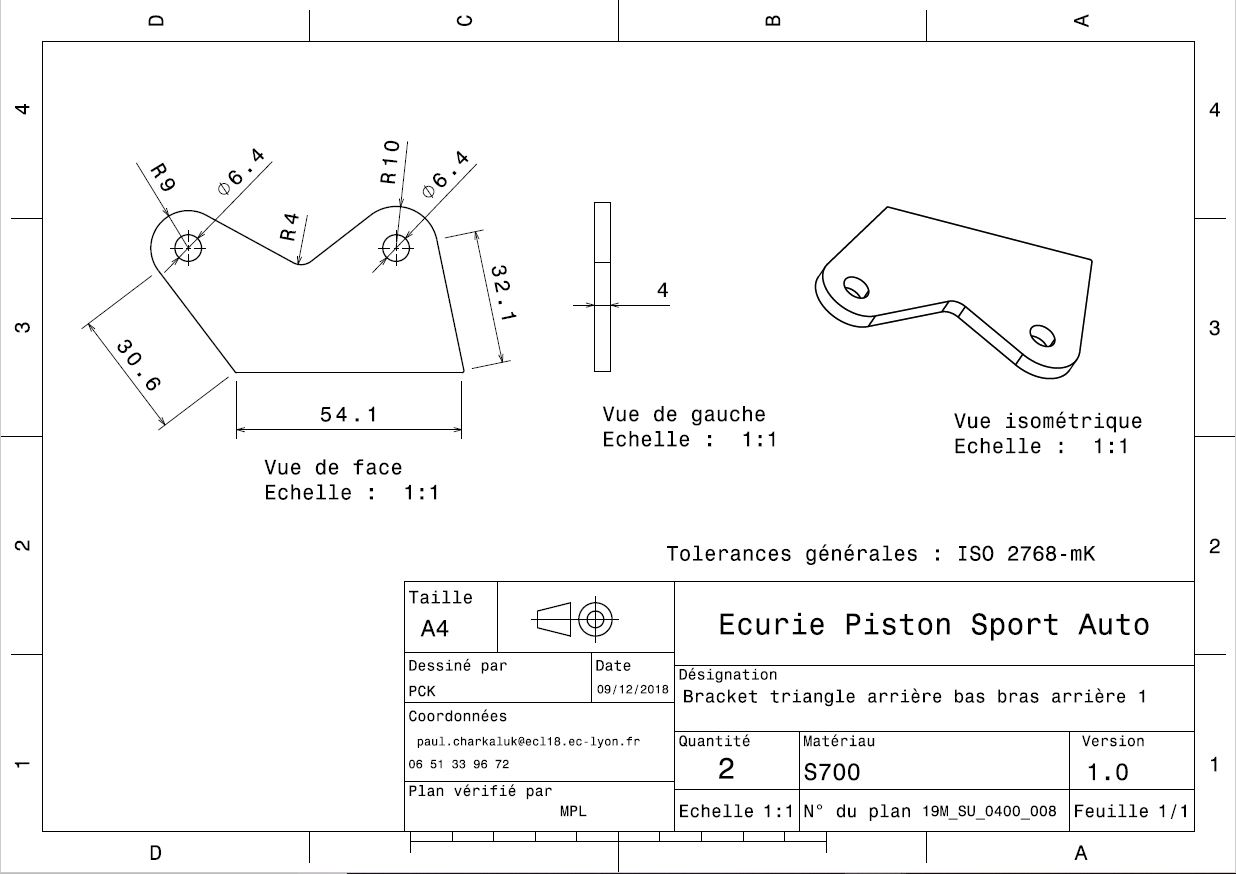 D
C
B
A
4
4
3
3
2
2
1
1
R9
⌀6.4
R4
R10
⌀6.4
32.1
30.6
54.1
4
Vue de face
Echelle : 1:1
Vue de gauche
Echelle : 1:1
Vue isométrique
Echelle : 1:1
Tolerances générales : ISO 2768-mK
Taille
A4
Ecurie Piston Sport Auto
Dessiné par
PCK
Date
09/12/2018
Désignation
Bracket triangle arrière bas bras arrière 1
Coordonnées
paul.charkaluk@ecl18.ec-lyon.fr
06 51 33 96 72
Quantité
2
Matériau
S700
Version
1.0
Plan vérifié par
MPL
Echelle 1:1
N° du plan 19M_SU_0400_008
Feuille 1/1
D
A